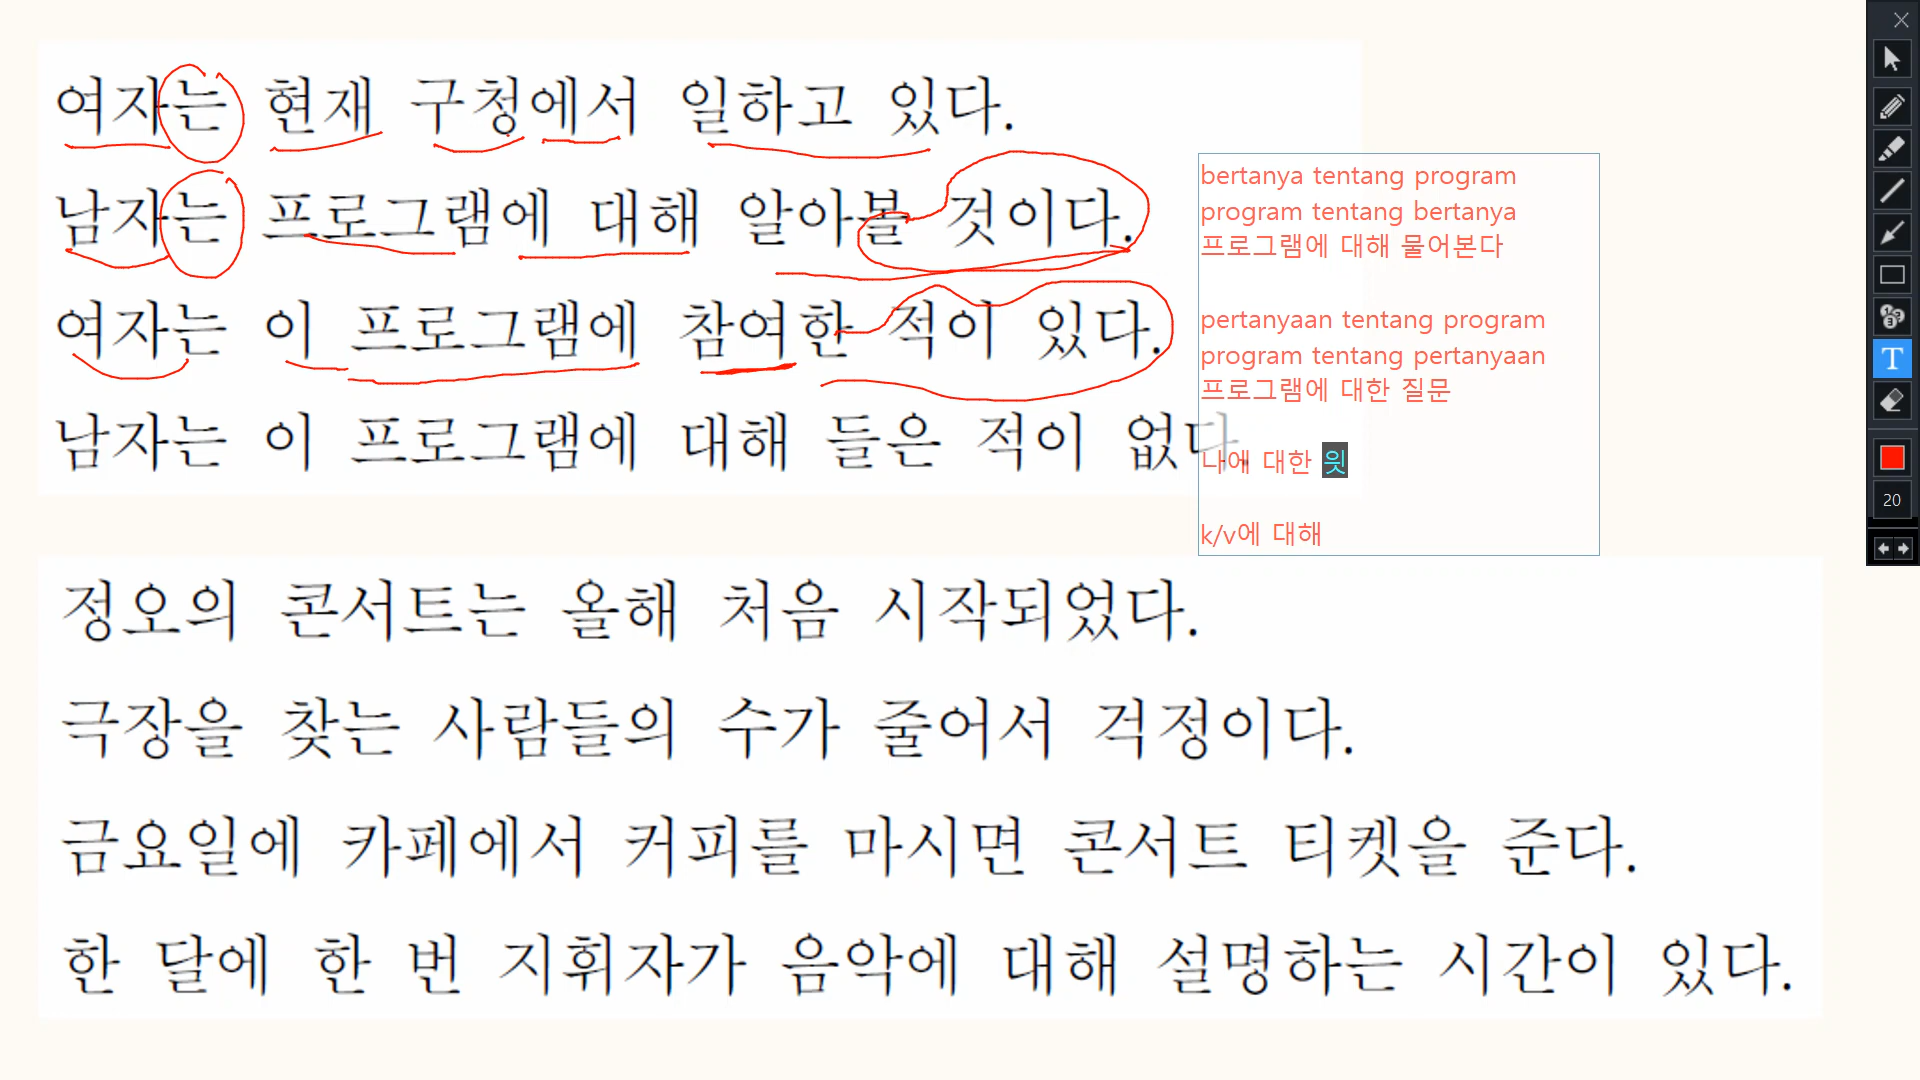 여자는 현재 구청에서 일하고 있다.
남자는 프로그램에 대해 알아볼 것이다.
여자는 이 프로그램에 참여한 적이 있다.
남자는 이 프로그램에 대해 들은 적이 없다.
bertanya tentang program
program tentang bertanya
프로그램에 대해 물어본다
pertanyaan tentang program
program tentang pertanyaan
프로그램에 대한 질문
나에 대한 읫
k/v에 대해
정오의 콘서트는 올해 처음 시작되었다.
극장을 찾는 사람들의 수가 줄어서 걱정이다.
금요일에 카페에서 커피를 마시면 콘서트 티켓을 준다.
한 달에 한 번 지휘자가 음악에 대해 설명하는 시간이 있다.
T
20